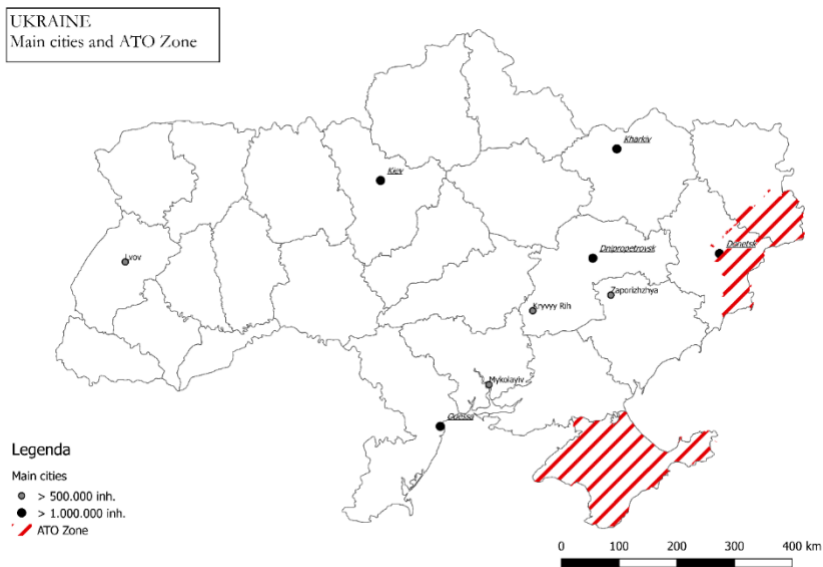 UKRAINE
Main cities and ATO Zone
Kharkiv
Kiev
Dnipropetrovsk
Donetsk
Lvov
Zaporizhzhya
Kryvyy Rih
Mykolayiv
Odessa
Legenda
Main cities
> 500.000 inh.
> 1.000.000 inh.
ATO Zone
0 100 200 300 400 km